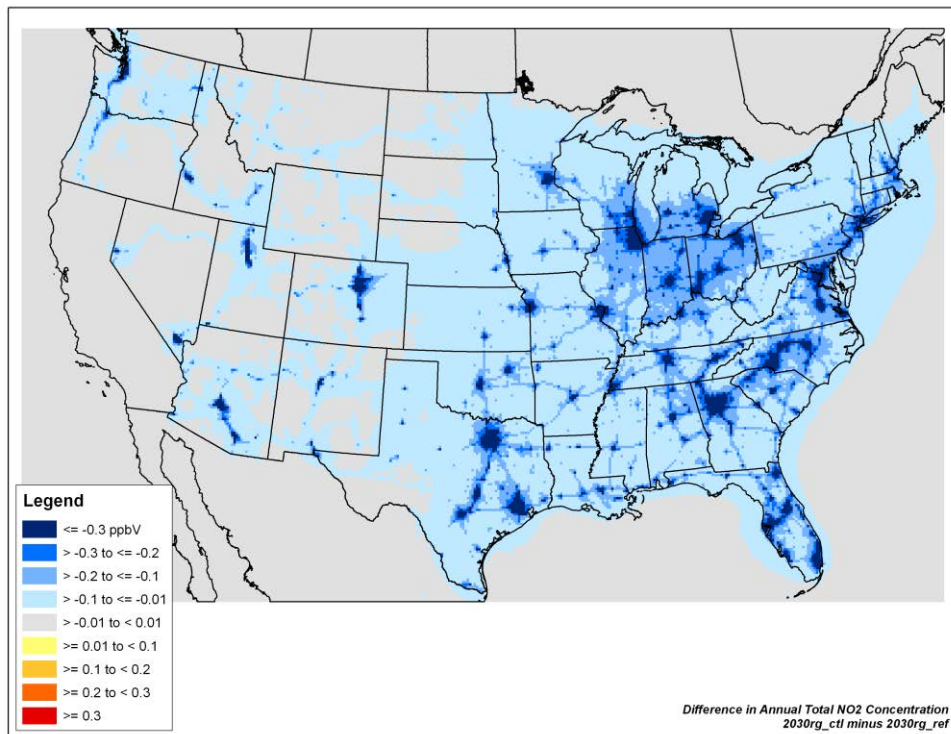 Legend
<= -0.3 ppbV
> -0.3 to <= -0.2
> -0.2 to <= -0.1
> -0.1 to <= -0.01
> -0.01 to < 0.01
>= 0.01 to < 0.1
>= 0.1 to < 0.2
>= 0.2 to < 0.3
>= 0.3
Difference in Annual Total NO2 Concentration
2030rg_ctl minus 2030rg_ref